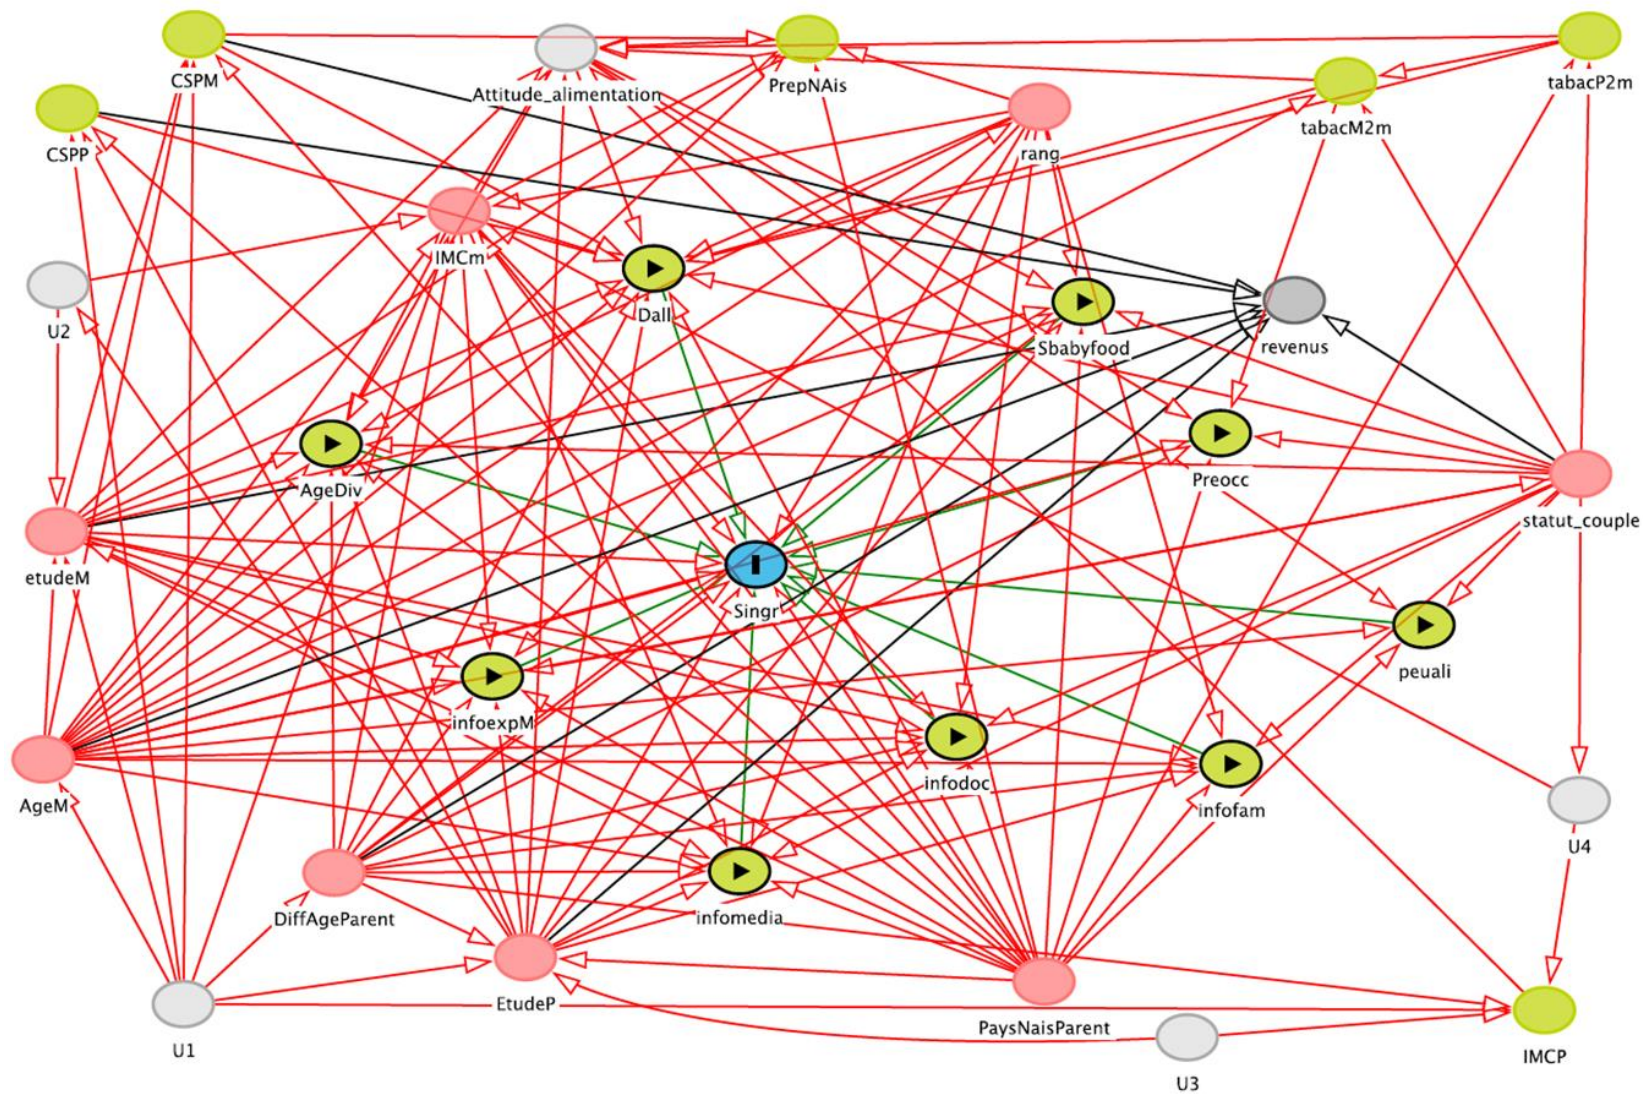 CSPM
Attitude_alimentation
PrepNAis
tabacP2m
CSPP
tabacM2m
rang
IMCm
U2
Dall
Sbabyfood
revenus
AgeDiv
Preocc
statut_couple
etudeM
Singr
peuali
infoexpM
infodoc
infofam
AgeM
U4
DiffAgeParent
infomedia
EtudeP
PaysNaisParent
U1
IMCP
U3